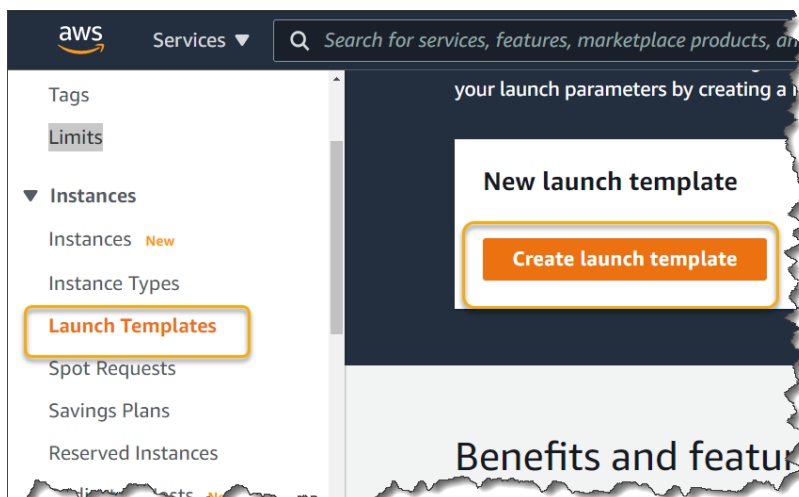 aws
Services ▼
Search for services, features, marketplace products, an
Tags
Limits
▼ Instances
Instances New
Instance Types
Launch Templates
Spot Requests
Savings Plans
Reserved Instances
your launch parameters by creating a
New launch template
Create launch template
Benefits and featu